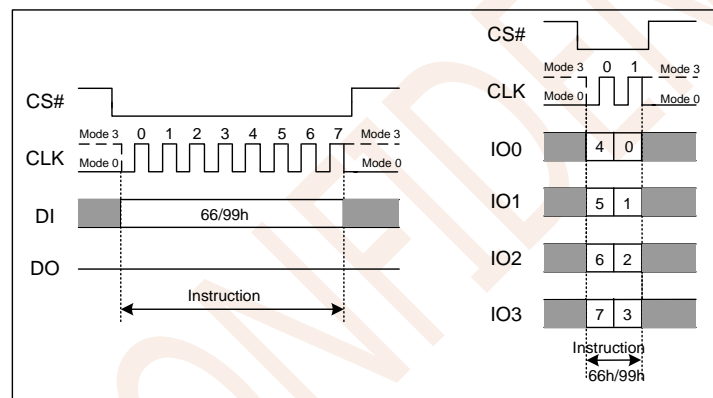 CS#
Mode 3 0 1 2 3 4 5 6 7 Mode 3
CLK
Mode 0 Mode 0
DI 66/99h
DO
Instruction
CS#
Mode 3 0 1 Mode 3
CLK
Mode 0 Mode 0
IO0 4 0
IO1 5 1
IO2 6 2
IO3 7 3
Instruction
66h/99h